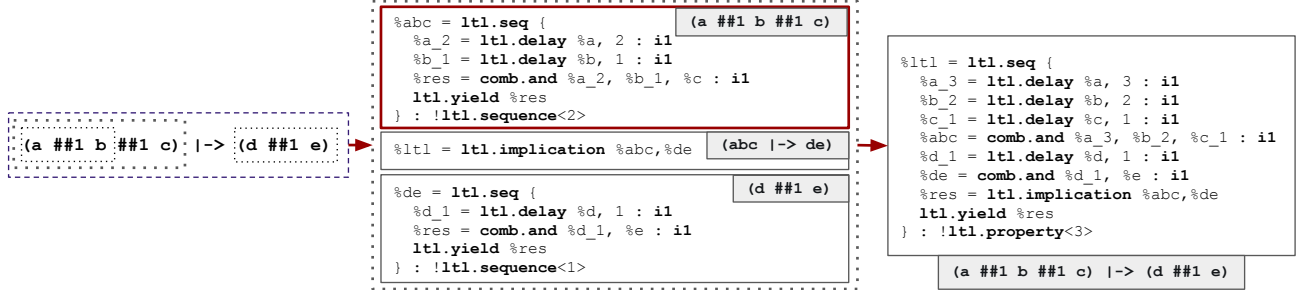 (a ##1 b ##1 c) |-> (d ##1 e)
%abc = ltl.seq {
(a ##1 b ##1 c)
%a_2 = ltl.delay %a, 2 : i1
%b_1 = ltl.delay %b, 1 : i1
%res = comb.and %a_2, %b_1, %c : i1
ltl.yield %res
} : !ltl.sequence<2>
%ltl = ltl.implication %abc,%de
(abc |-> de)
%de = ltl.seq {
(d ##1 e)
%d_1 = ltl.delay %d, 1 : i1
%res = comb.and %d_1, %e : i1
ltl.yield %res
} : !ltl.sequence<1>
%ltl = ltl.seq {
%a_3 = ltl.delay %a, 3 : i1
%b_2 = ltl.delay %b, 2 : i1
%c_1 = ltl.delay %c, 1 : i1
%abc = comb.and %a_3, %b_2, %c_1 : i1
%d_1 = ltl.delay %d, 1 : i1
%de = comb.and %d_1, %e : i1
%res = ltl.implication %abc,%de
ltl.yield %res
} : !ltl.property<3>
(a ##1 b ##1 c) |-> (d ##1 e)